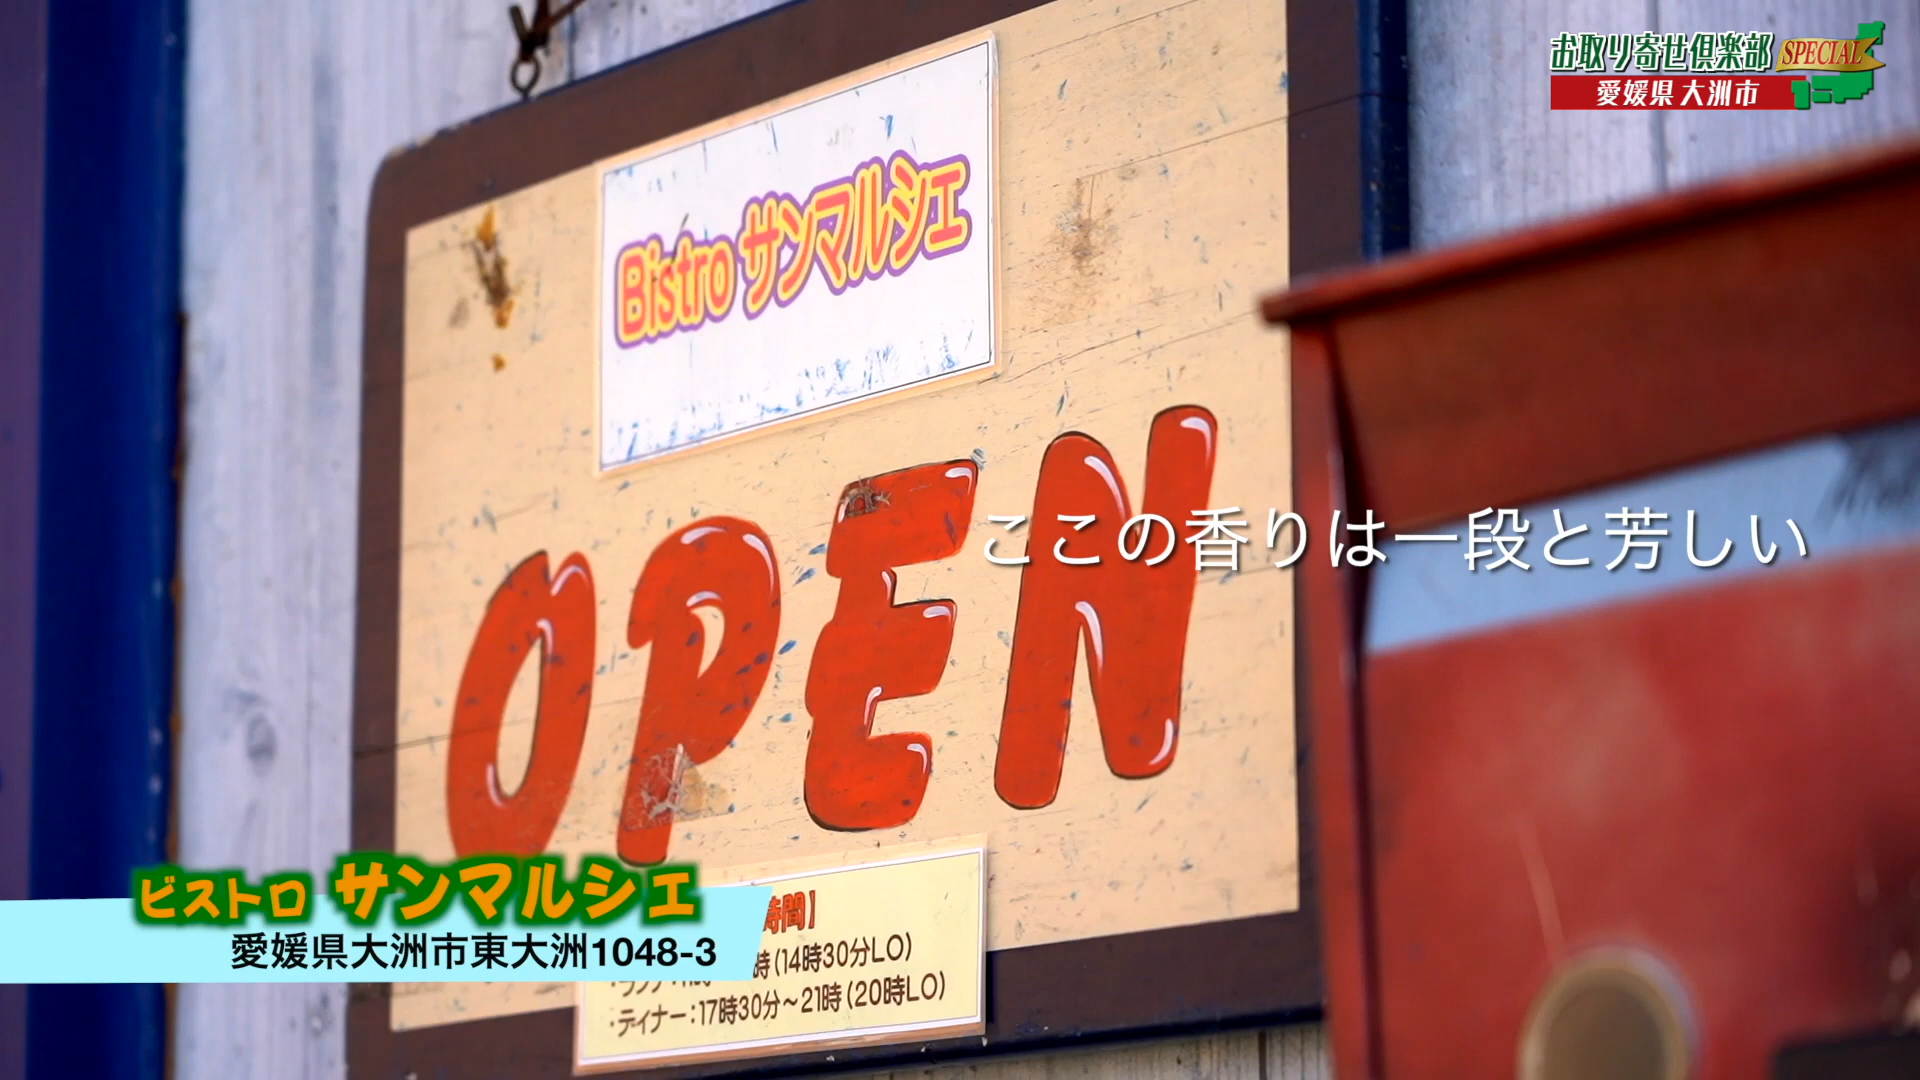 お取り寄せ倶楽部 SPECIAL
愛媛県 大洲市
Bistro サンマルシェ
OPEN
ここの香りは一段と芳しい
ビストロ サンマルシェ
愛媛県大洲市東大洲1048-3
時間】
時(14時30分LO)
・ディナー:17時30分～21時(20時LO)